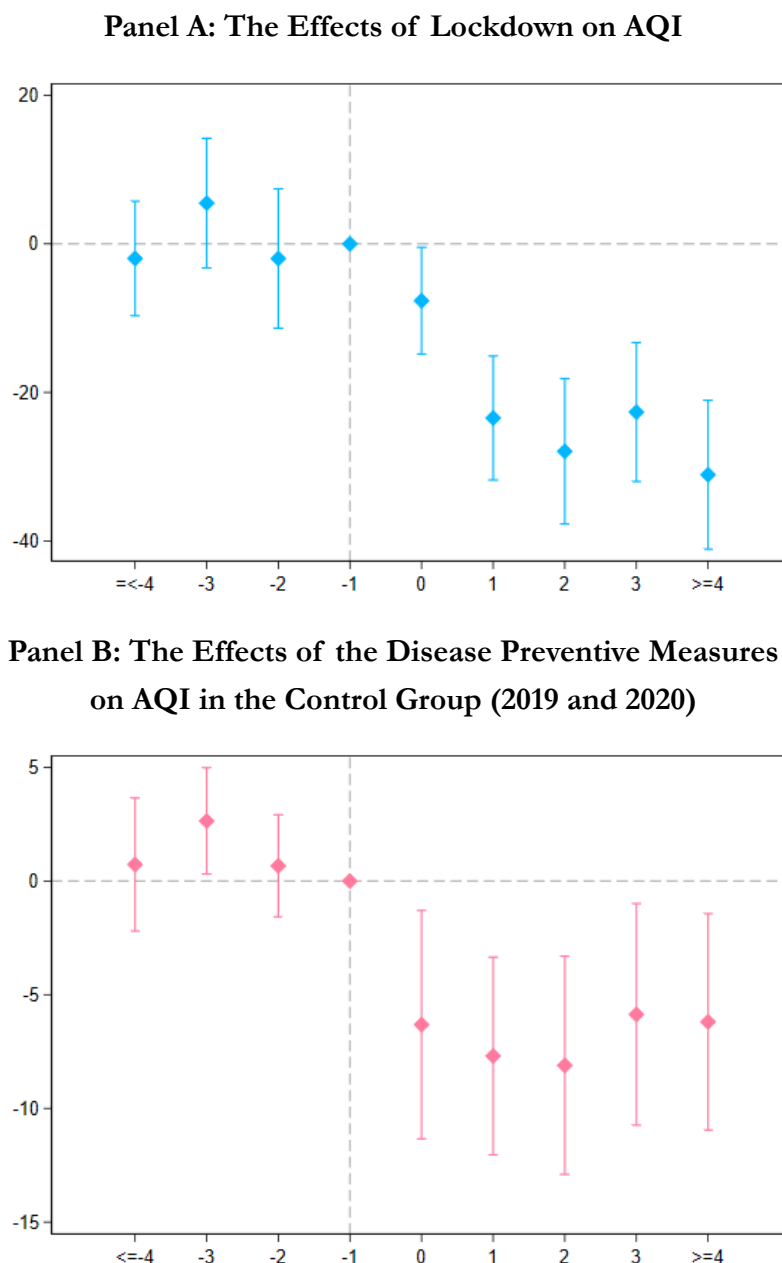 Panel A: The Effects of Lockdown on AQI
20
0
-20
-40
=<-4 -3 -2 -1 0 1 2 3 >=4
Panel B: The Effects of the Disease Preventive Measures
on AQI in the Control Group (2019 and 2020)
5
0
-5
-10
-15
<=-4 -3 -2 -1 0 1 2 3 >=4